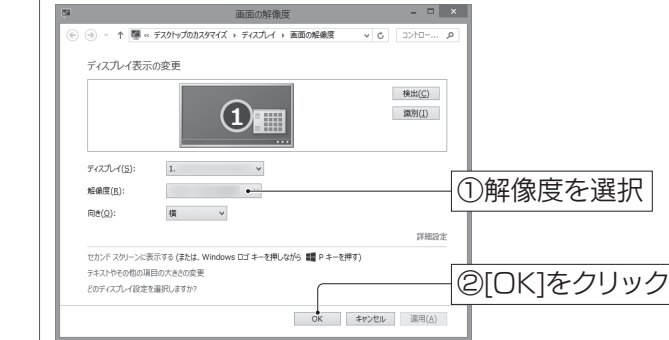 画面の解像度
« デスクトップのカスタマイズ ▸ ディスプレイ ▸ 画面の解像度
コントロー...
ディスプレイ表示の変更
検出(C)
識別(I)
1
ディスプレイ(S):
1.
解像度(R):
①解像度を選択
向き(O):
横
詳細設定
セカンド スクリーンに表示する (または、Windows ロゴ キーを押しながら P キーを押す)
テキストやその他の項目の大きさの変更
どのディスプレイ設定を選択しますか?
②[OK]をクリック
OK
キャンセル
適用(A)